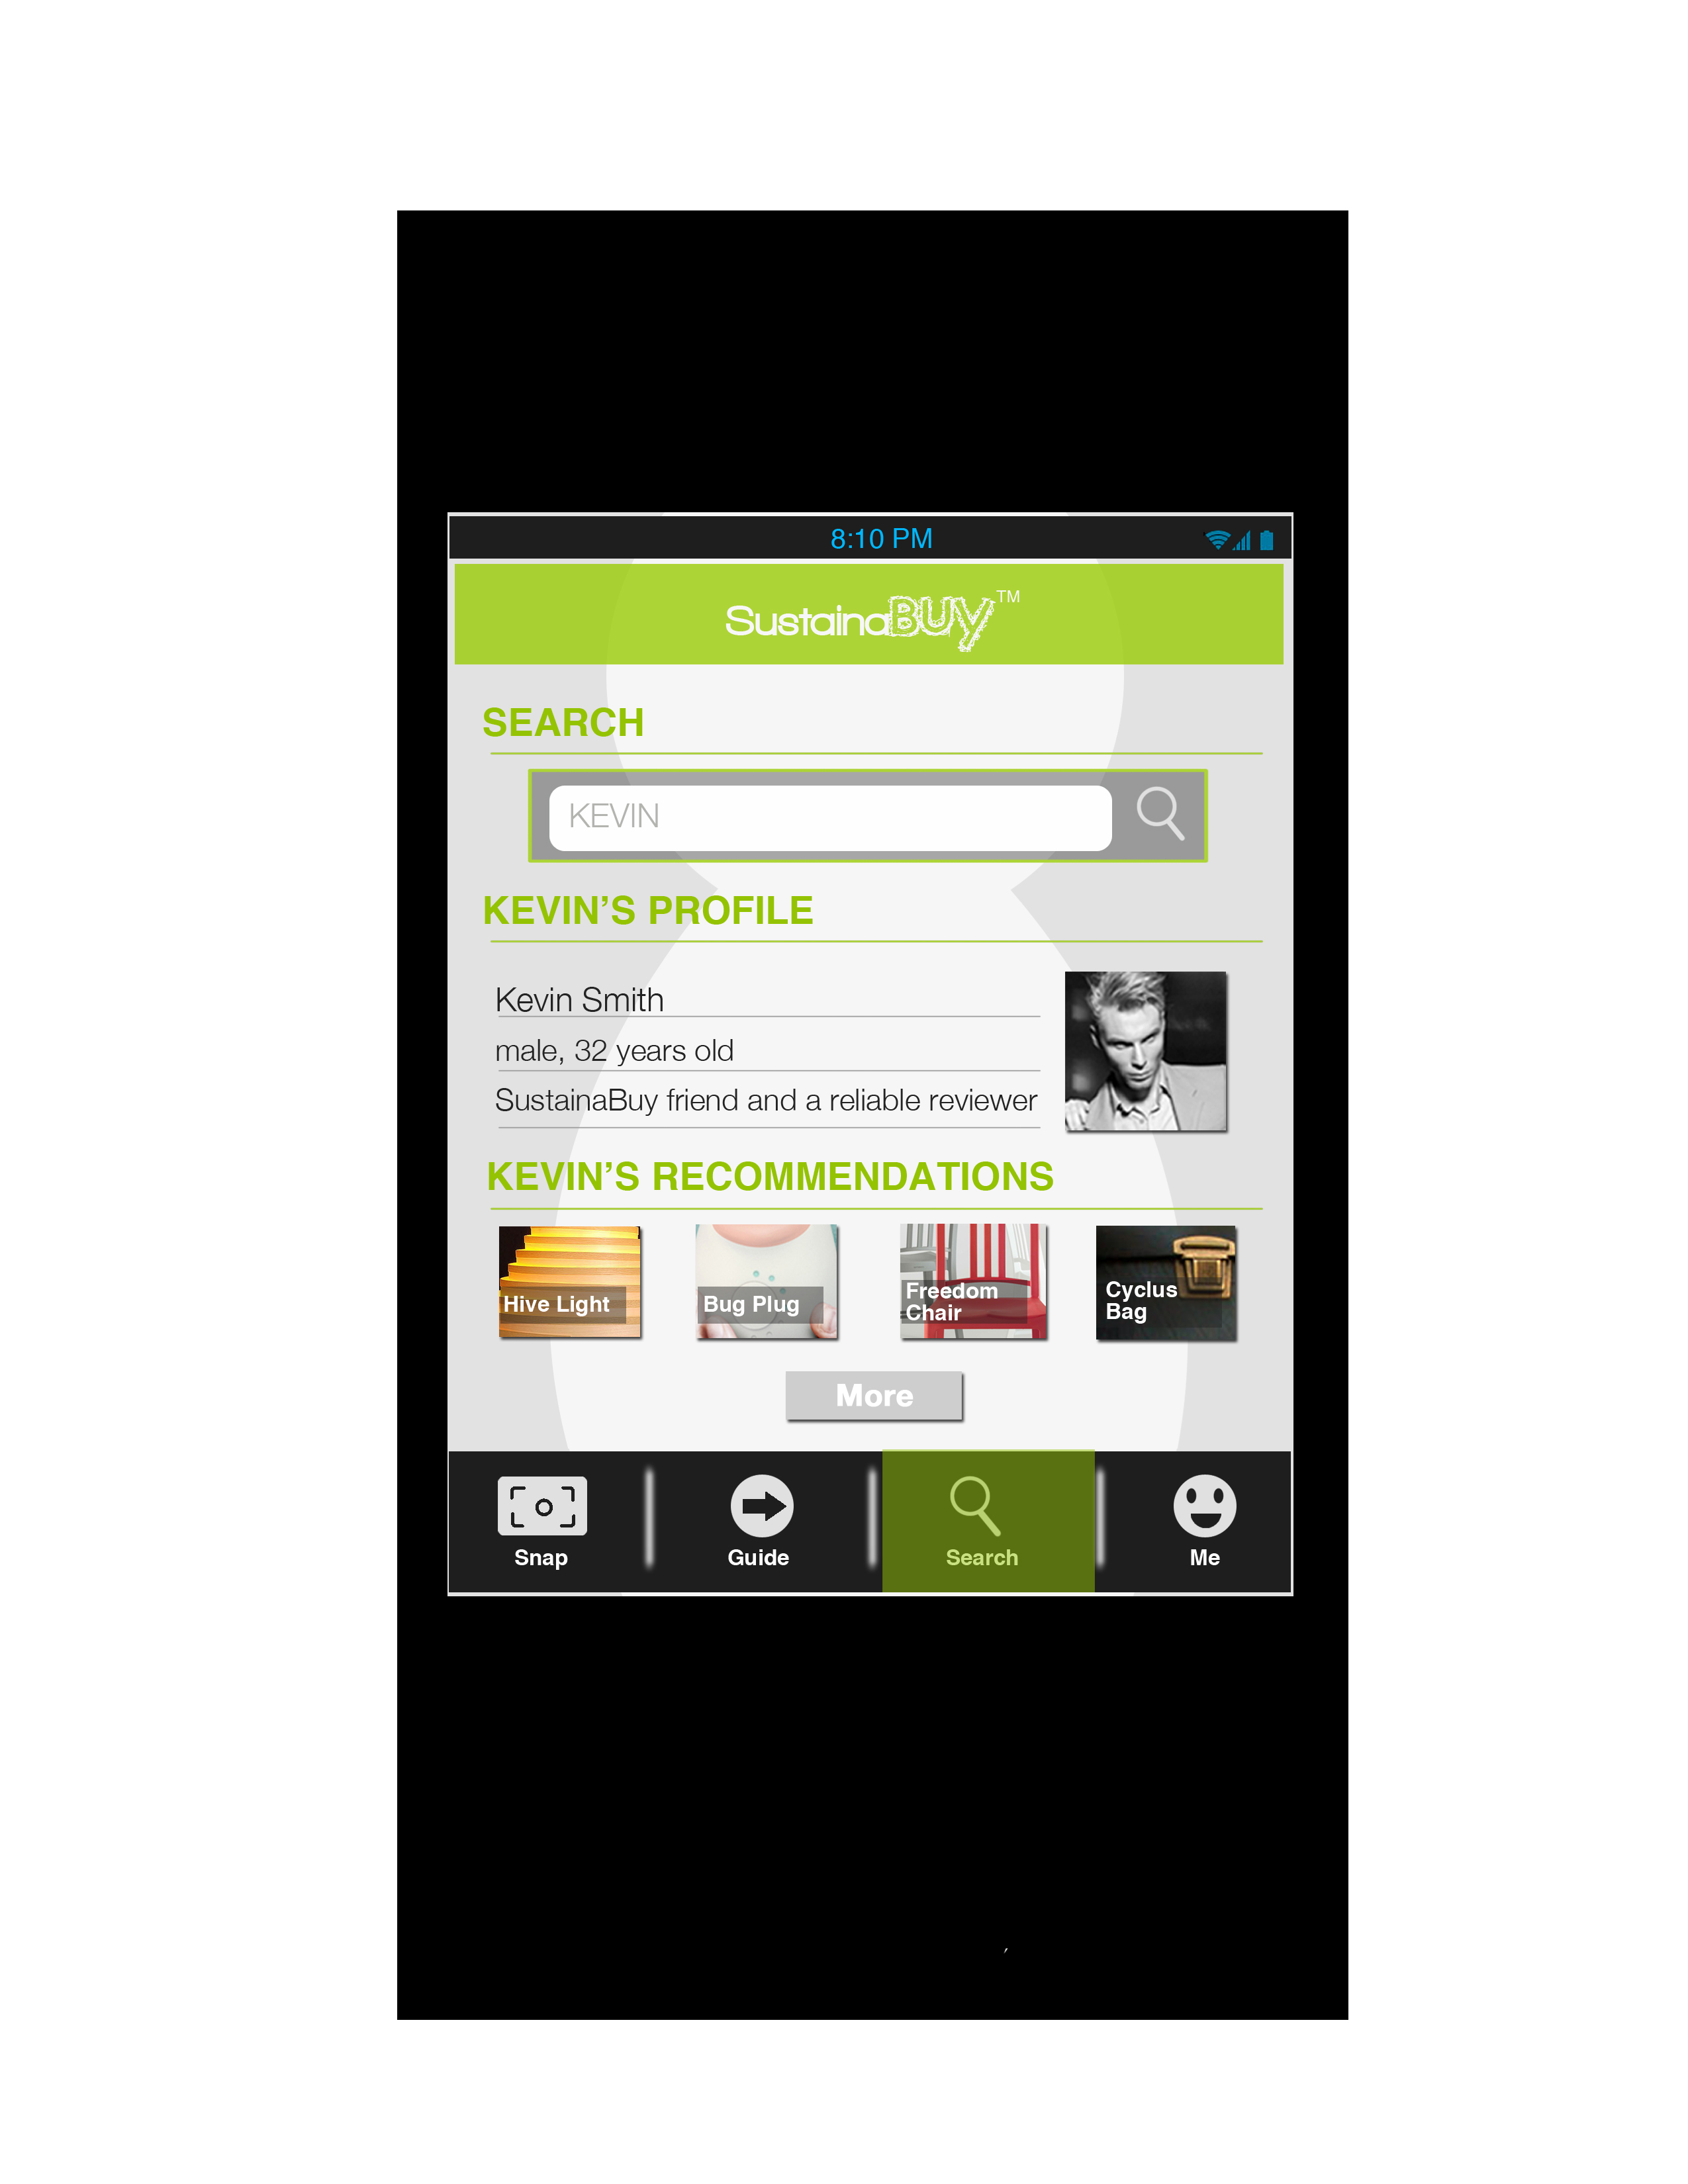 8:10 PM
SustainaBUY™
SEARCH
KEVIN
KEVIN’S PROFILE
Kevin Smith
male, 32 years old
SustainaBuy friend and a reliable reviewer
KEVIN’S RECOMMENDATIONS
Hive Light
Bug Plug
Freedom
Chair
Cyclus
Bag
More
Snap
Guide
Search
Me